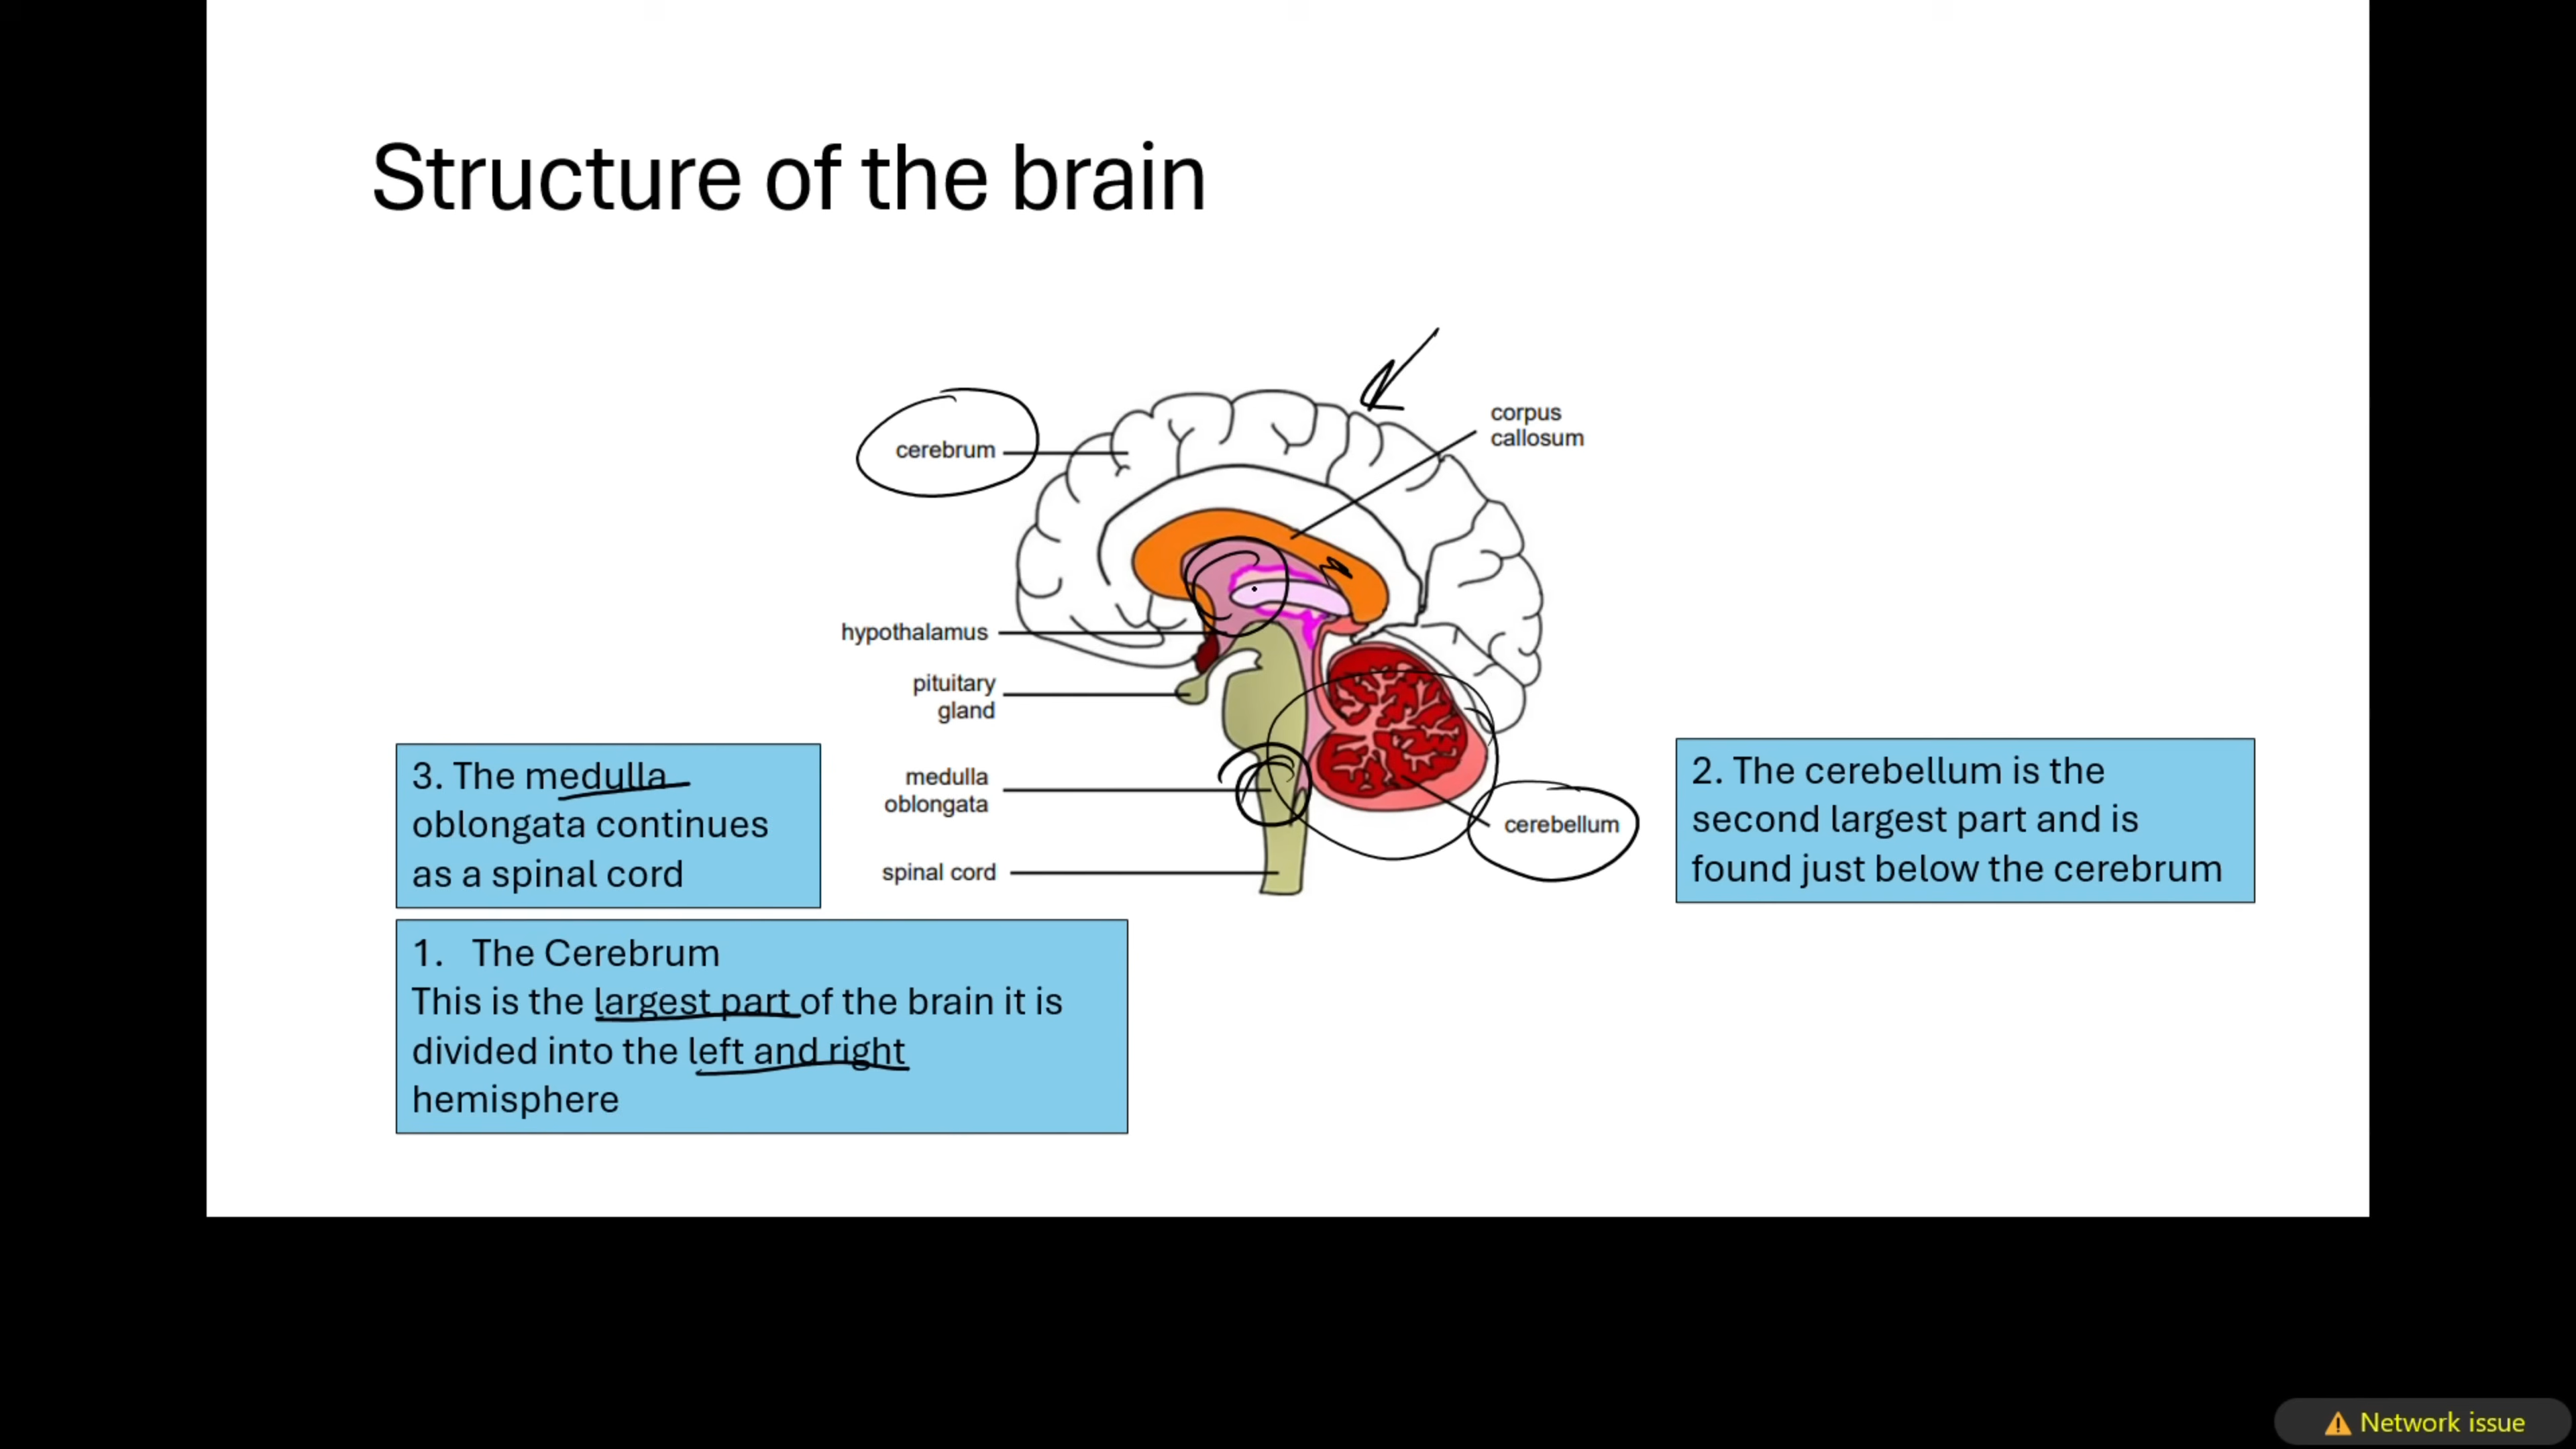 Structure of the brain
cerebrum
corpus
callosum
hypothalamus
pituitary
gland
medulla
oblongata
spinal cord
cerebellum
3. The medulla
oblongata continues
as a spinal cord
2. The cerebellum is the
second largest part and is
found just below the cerebrum
1. The Cerebrum
This is the largest part of the brain it is
divided into the left and right
hemisphere
Network issue